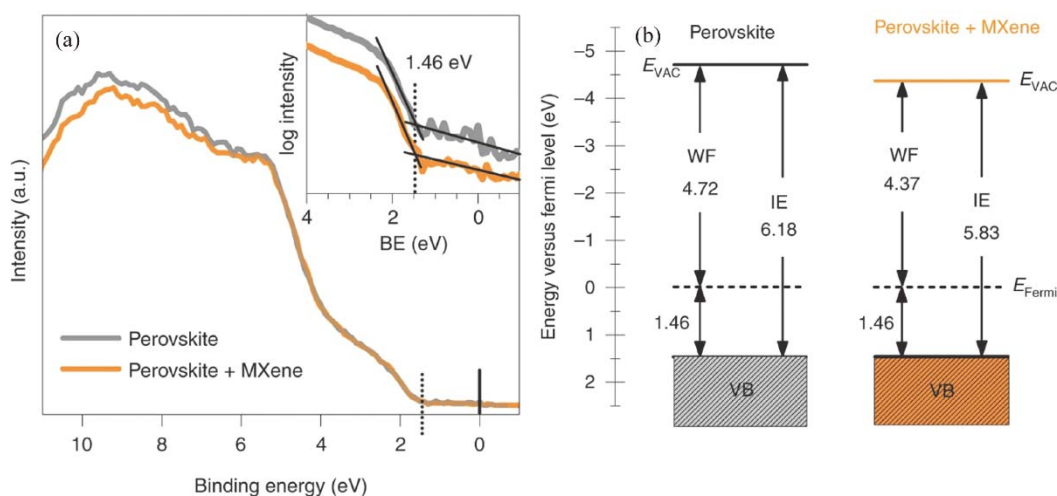 (a)
Intensity (a.u.)
10
8
6
4
2
0
Binding energy (eV)
Perovskite
Perovskite + MXene
log intensity
1.46 eV
4
2
0
BE (eV)
(b)
Perovskite
Perovskite + MXene
Energy versus fermi level (eV)
–5
–4
–3
–2
–1
0
1
2
EVAC
WF
4.72
IE
6.18
1.46
VB
EVAC
WF
4.37
IE
5.83
EFermi
1.46
VB